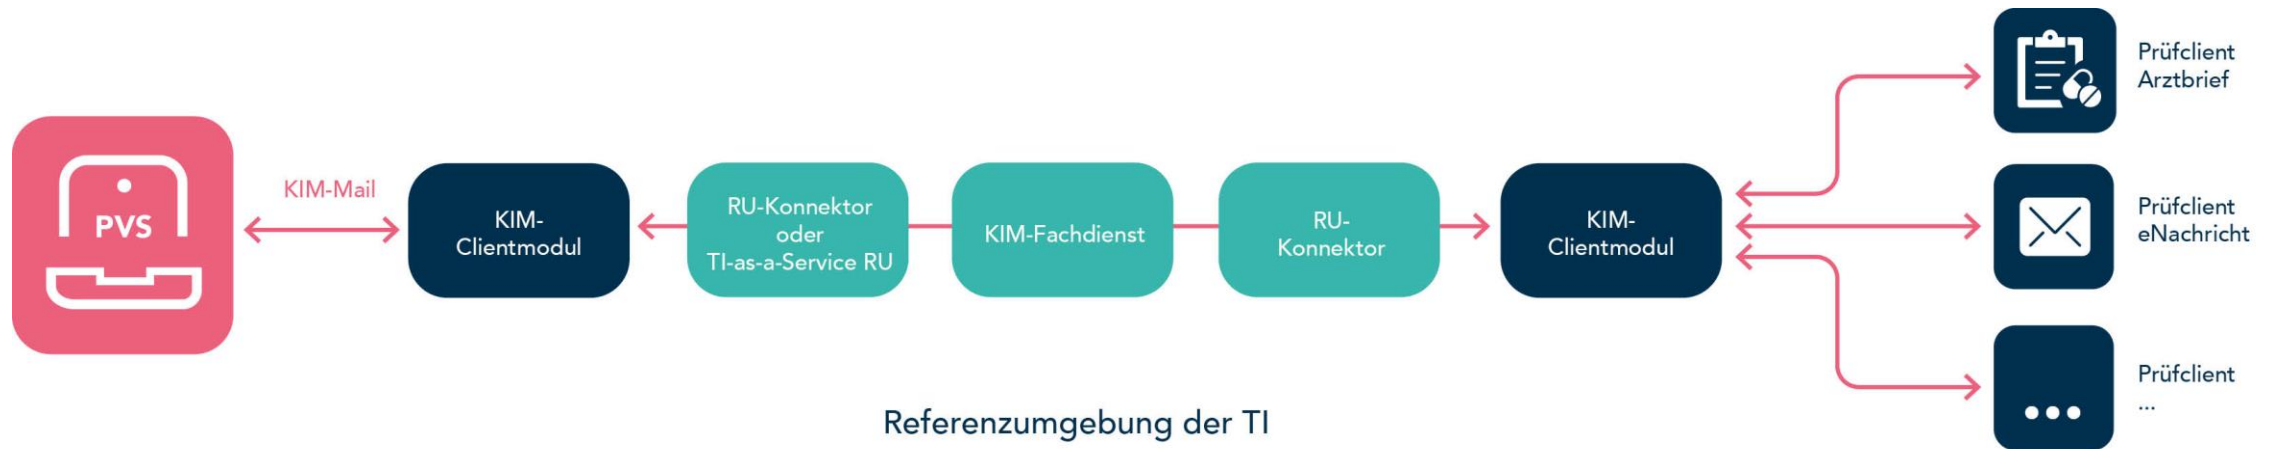 PVS
KIM-Mail
KIM-
Clientmodul
RU-Konnektor
oder
TI-as-a-Service RU
KIM-Fachdienst
RU-
Konnektor
KIM-
Clientmodul
Prüfclient
Arztbrief
Prüfclient
eNachricht
Prüfclient
...
Referenzumgebung der TI